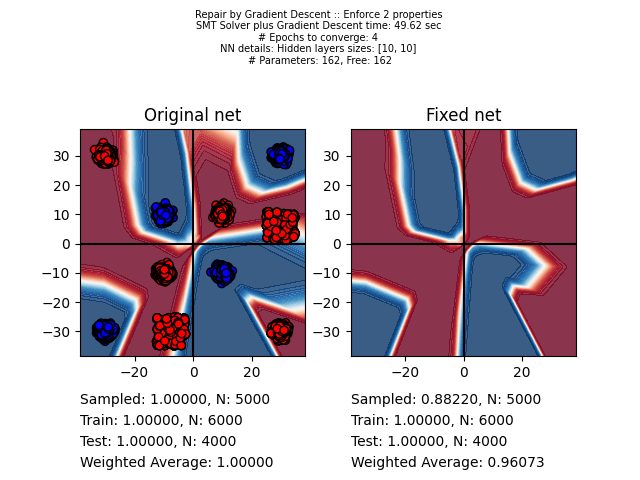 Repair by Gradient Descent :: Enforce 2 properties
SMT Solver plus Gradient Descent time: 49.62 sec
# Epochs to converge: 4
NN details: Hidden layers sizes: [10, 10]
# Parameters: 162, Free: 162
Original net
30
20
10
0
−10
−20
−30
−20
0
20
Sampled: 1.00000, N: 5000
Train: 1.00000, N: 6000
Test: 1.00000, N: 4000
Weighted Average: 1.00000
Fixed net
30
20
10
0
−10
−20
−30
−20
0
20
Sampled: 0.88220, N: 5000
Train: 1.00000, N: 6000
Test: 1.00000, N: 4000
Weighted Average: 0.96073